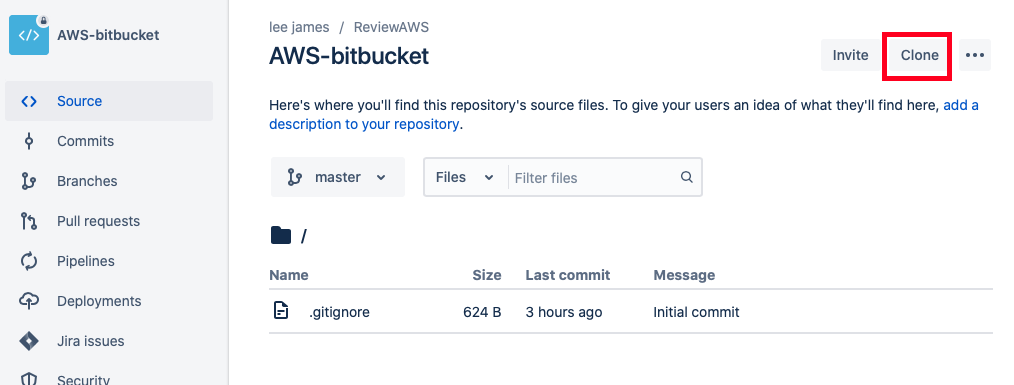 AWS-bitbucket
Source
Commits
Branches
Pull requests
Pipelines
Deployments
Jira issues
Security
lee james / ReviewAWS
AWS-bitbucket
Invite
Clone
Here's where you'll find this repository's source files. To give your users an idea of what they'll find here, add a
description to your repository.
master
Files
Filter files
/
Name Size Last commit Message
.gitignore 624 B 3 hours ago Initial commit